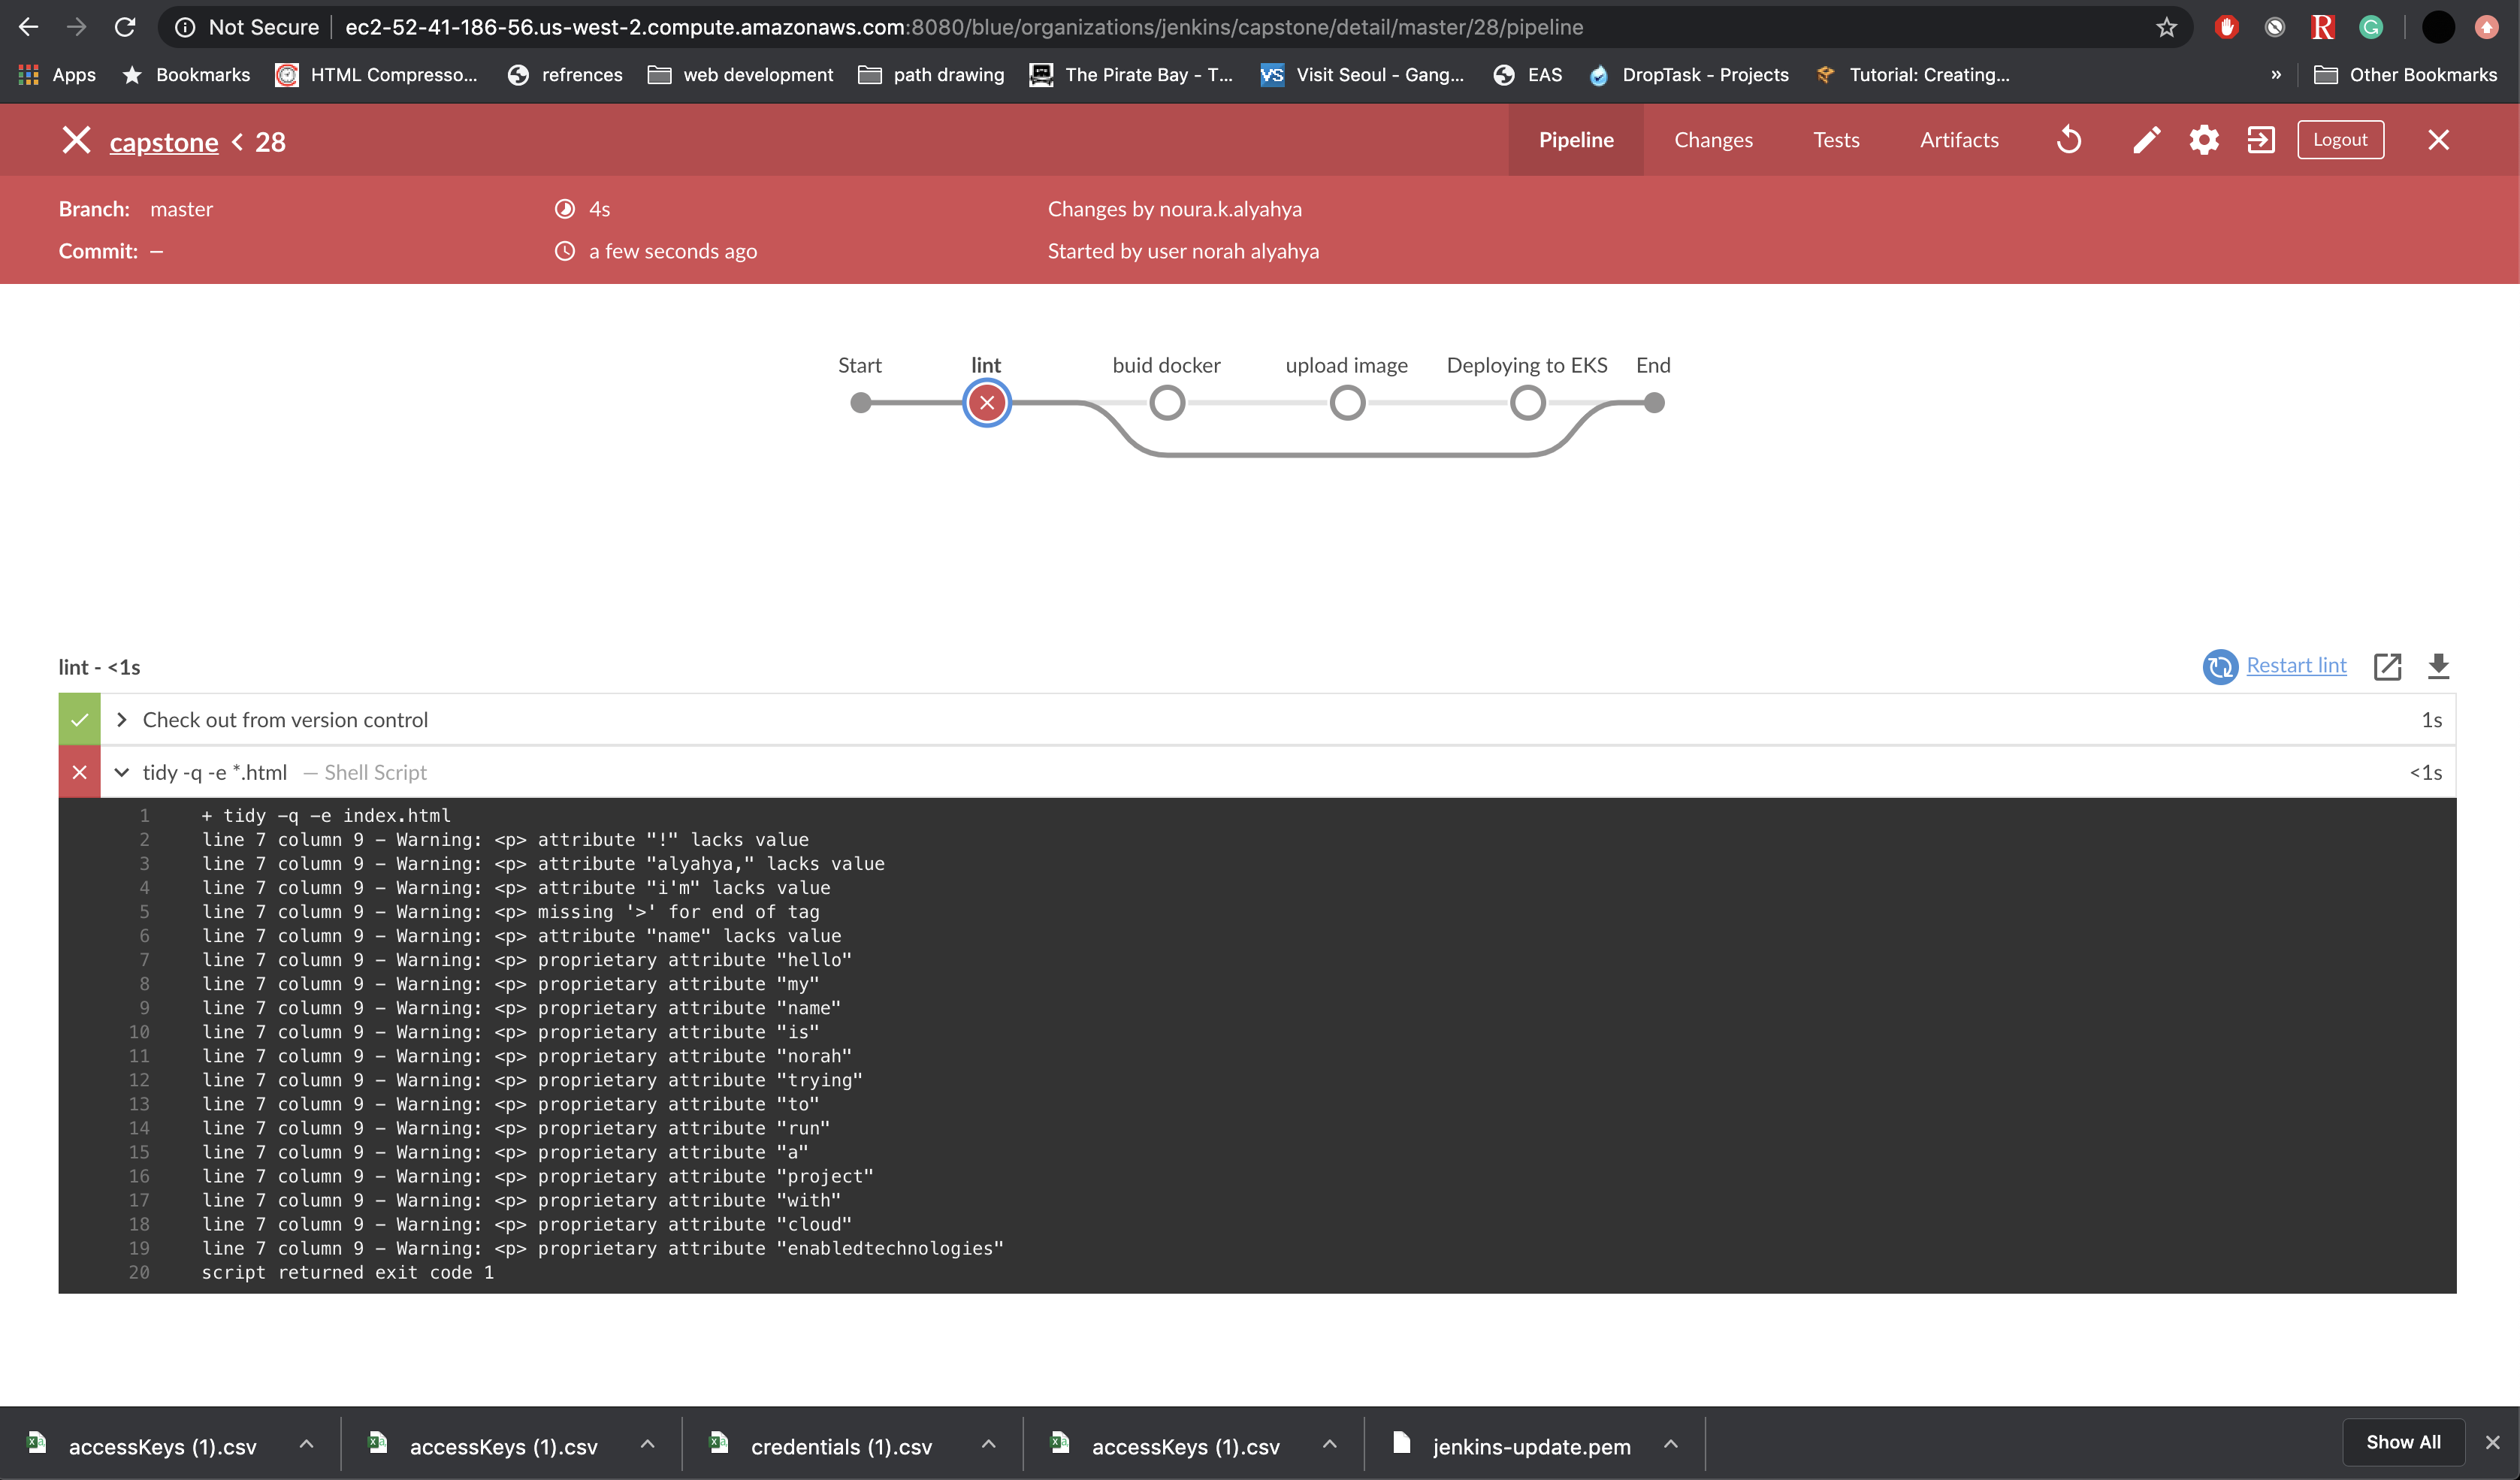 Not Secure ec2-52-41-186-56.us-west-2.compute.amazonaws.com:8080/blue/organizations/jenkins/capstone/detail/master/28/pipeline
Apps Bookmarks HTML Compresso... refrences web development path drawing The Pirate Bay - T... VS Visit Seoul - Gang... EAS DropTask - Projects Tutorial: Creating... » Other Bookmarks
capstone < 28 Pipeline Changes Tests Artifacts Logout
Branch: master 4s Changes by noura.k.alyahya
Commit: — a few seconds ago Started by user norah alyahya
Start lint buid docker upload image Deploying to EKS End
lint - <1s Restart lint
Check out from version control 1s
tidy -q -e *.html — Shell Script <1s
1 + tidy -q -e index.html
2 line 7 column 9 - Warning: <p> attribute "!" lacks value
3 line 7 column 9 - Warning: <p> attribute "alyahya," lacks value
4 line 7 column 9 - Warning: <p> attribute "i'm" lacks value
5 line 7 column 9 - Warning: <p> missing '>' for end of tag
6 line 7 column 9 - Warning: <p> attribute "name" lacks value
7 line 7 column 9 - Warning: <p> proprietary attribute "hello"
8 line 7 column 9 - Warning: <p> proprietary attribute "my"
9 line 7 column 9 - Warning: <p> proprietary attribute "name"
10 line 7 column 9 - Warning: <p> proprietary attribute "is"
11 line 7 column 9 - Warning: <p> proprietary attribute "norah"
12 line 7 column 9 - Warning: <p> proprietary attribute "trying"
13 line 7 column 9 - Warning: <p> proprietary attribute "to"
14 line 7 column 9 - Warning: <p> proprietary attribute "run"
15 line 7 column 9 - Warning: <p> proprietary attribute "a"
16 line 7 column 9 - Warning: <p> proprietary attribute "project"
17 line 7 column 9 - Warning: <p> proprietary attribute "with"
18 line 7 column 9 - Warning: <p> proprietary attribute "cloud"
19 line 7 column 9 - Warning: <p> proprietary attribute "enabledtechnologies"
20 script returned exit code 1
accessKeys (1).csv accessKeys (1).csv credentials (1).csv accessKeys (1).csv jenkins-update.pem Show All